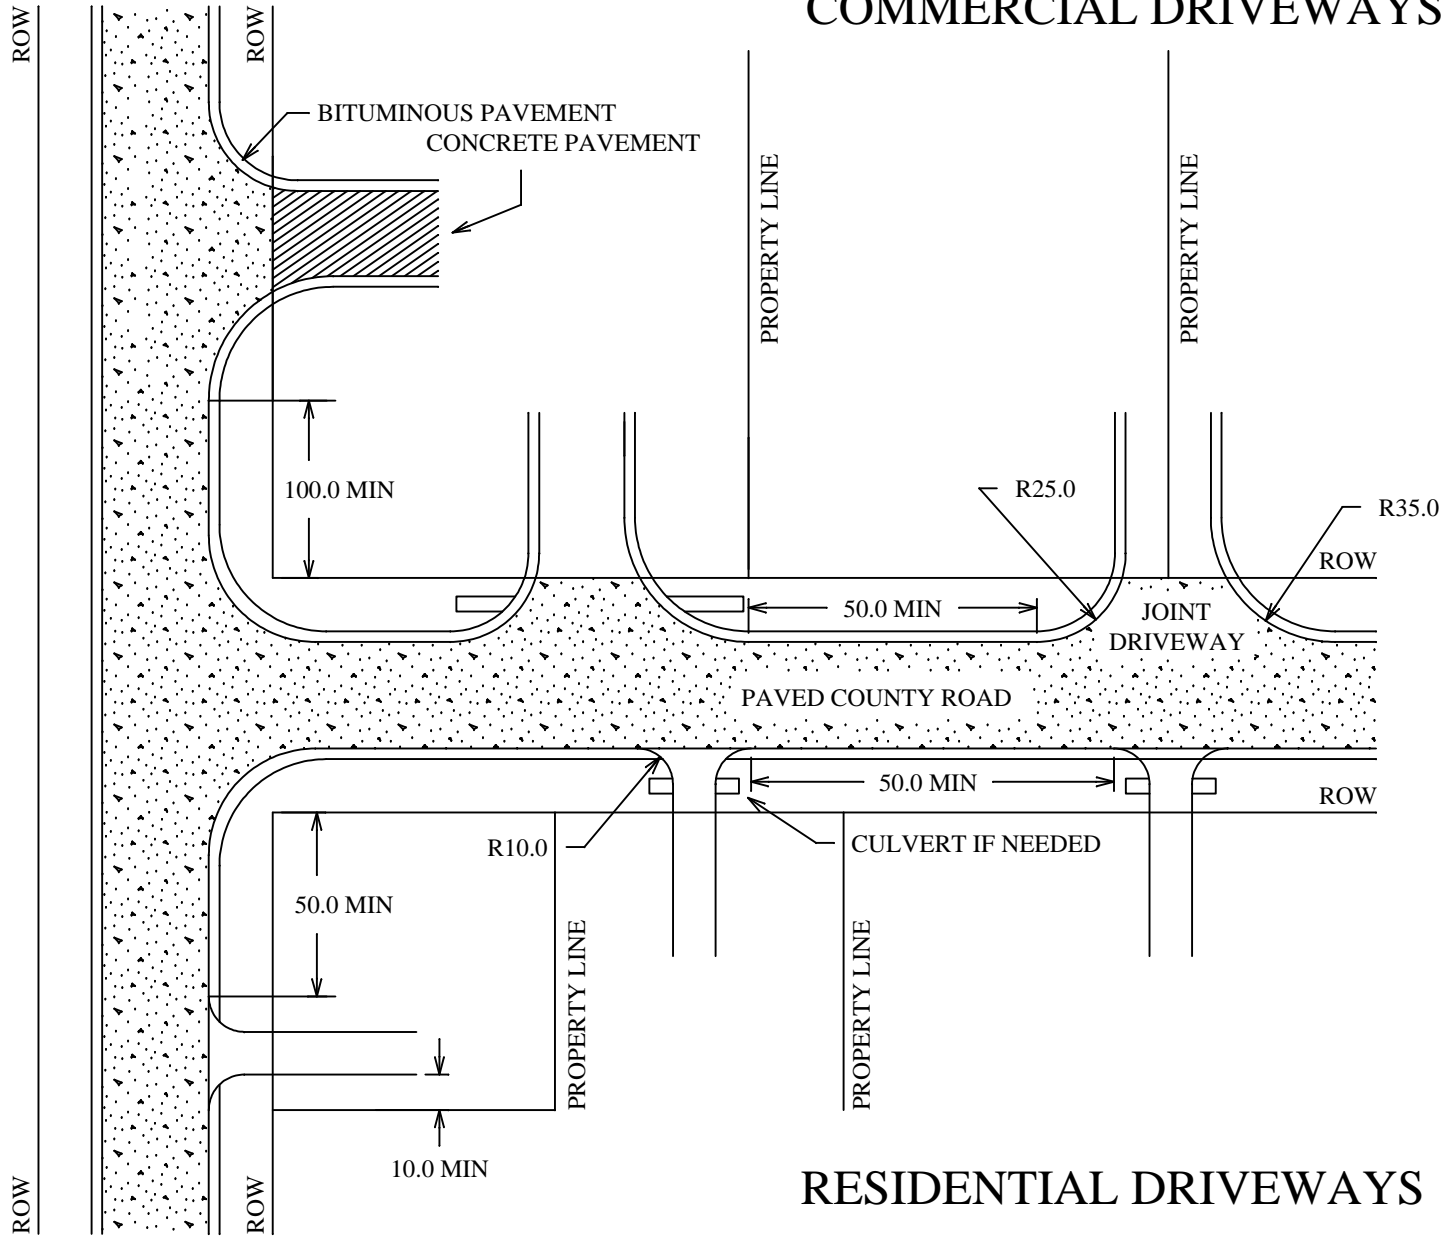 COMMERCIAL DRIVEWAYS
ROW
ROW
BITUMINOUS PAVEMENT
CONCRETE PAVEMENT
PROPERTY LINE
PROPERTY LINE
100.0 MIN
R25.0
R35.0
ROW
50.0 MIN
JOINT
DRIVEWAY
PAVED COUNTY ROAD
50.0 MIN
ROW
R10.0
CULVERT IF NEEDED
50.0 MIN
PROPERTY LINE
PROPERTY LINE
10.0 MIN
RESIDENTIAL DRIVEWAYS
ROW
ROW